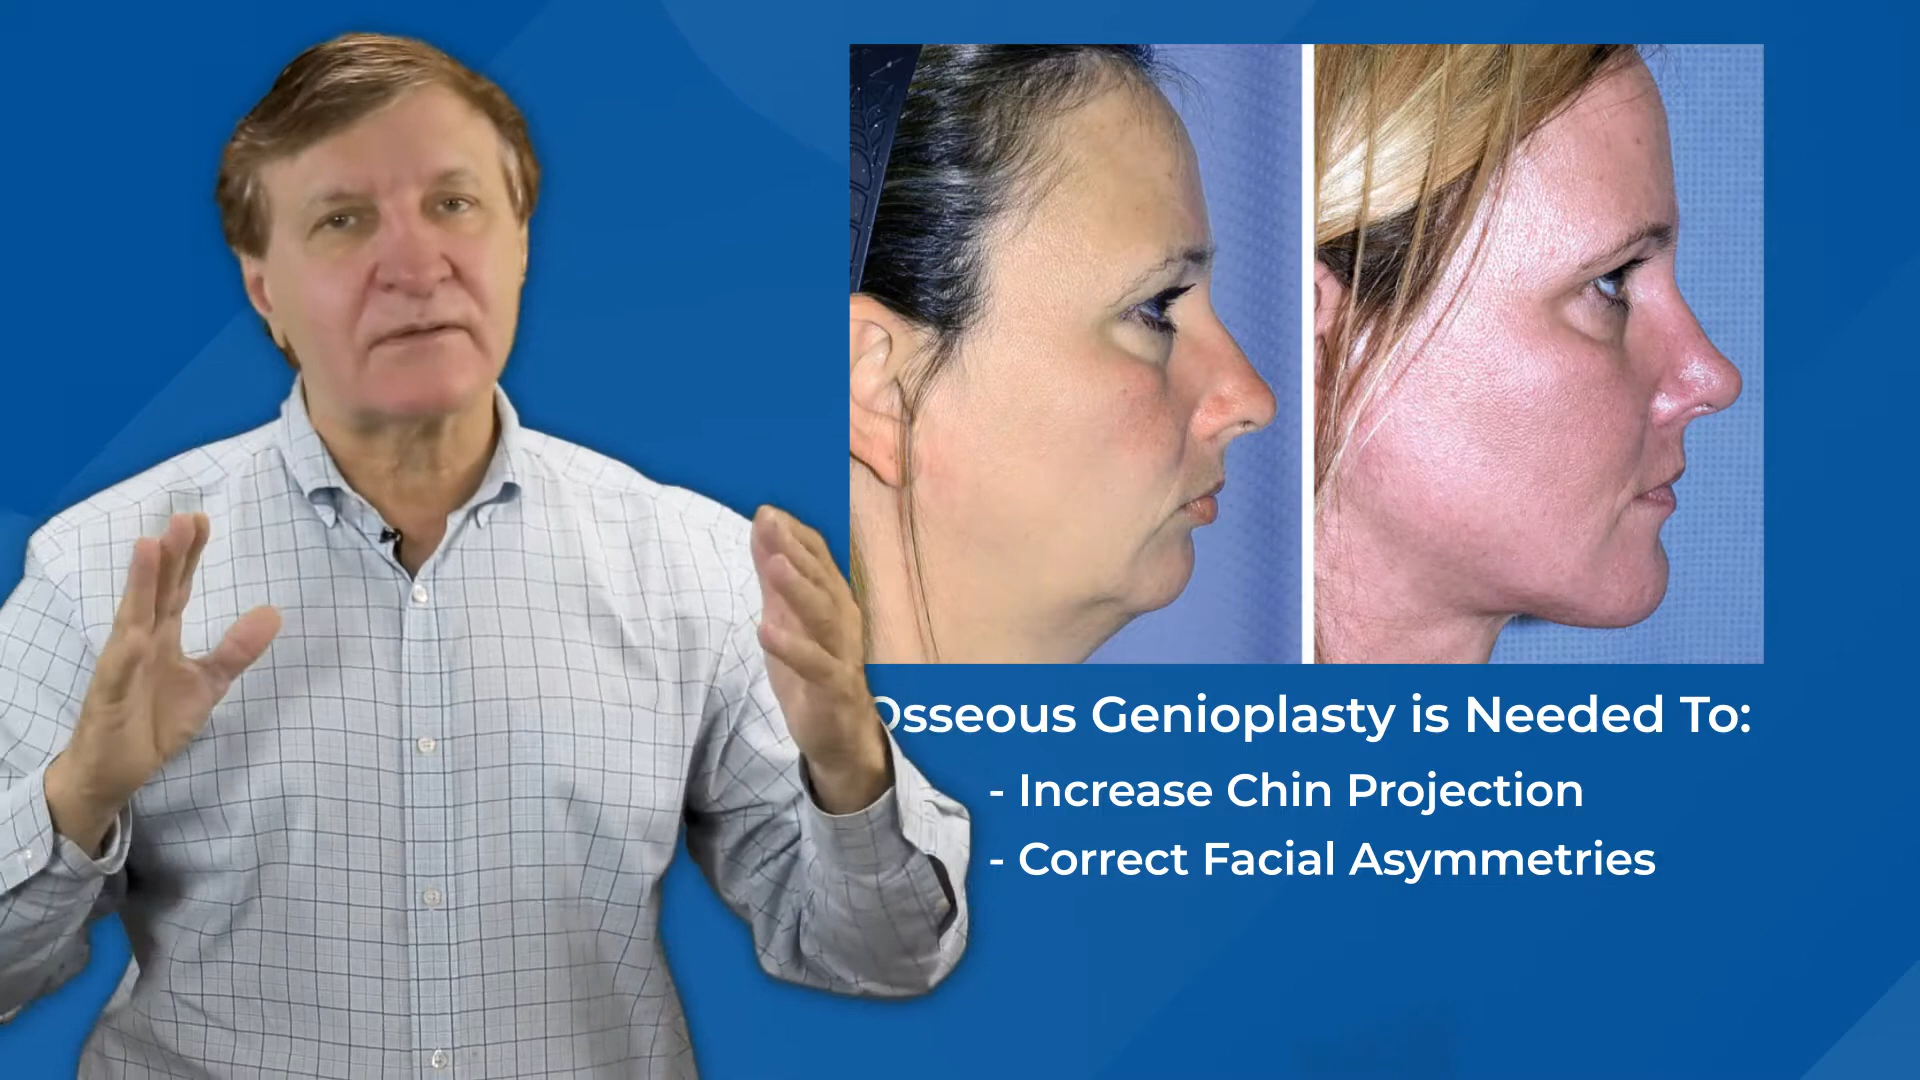 Osseous Genioplasty is Needed To:
- Increase Chin Projection
- Correct Facial Asymmetries